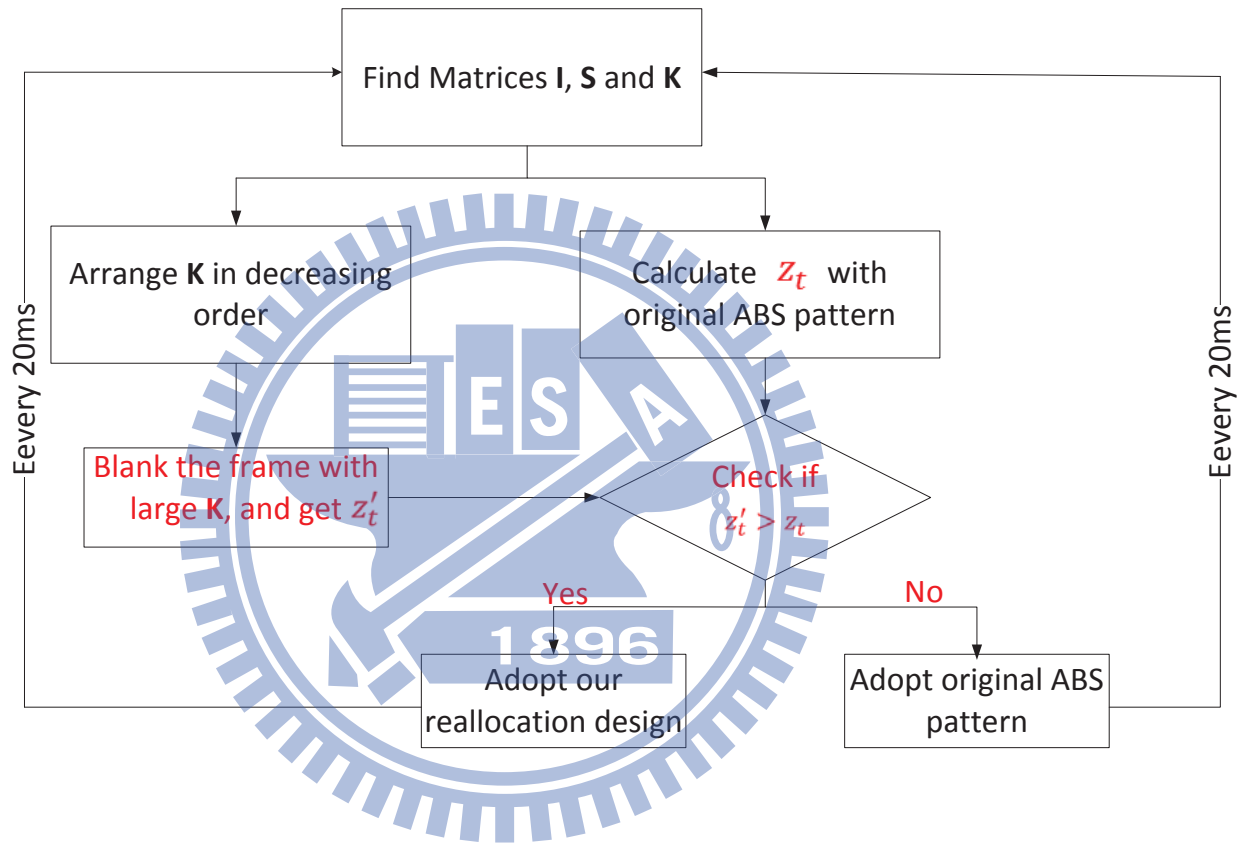 Find Matrices I, S and K
Arrange K in decreasing
order
Calculate z_t with
original ABS pattern
Eevery 20ms
Eevery 20ms
E S A
Blank the frame with
large K, and get z'_t
Check if
z'_t > z_t
8
Yes
No
1896
Adopt our
reallocation design
Adopt original ABS
pattern